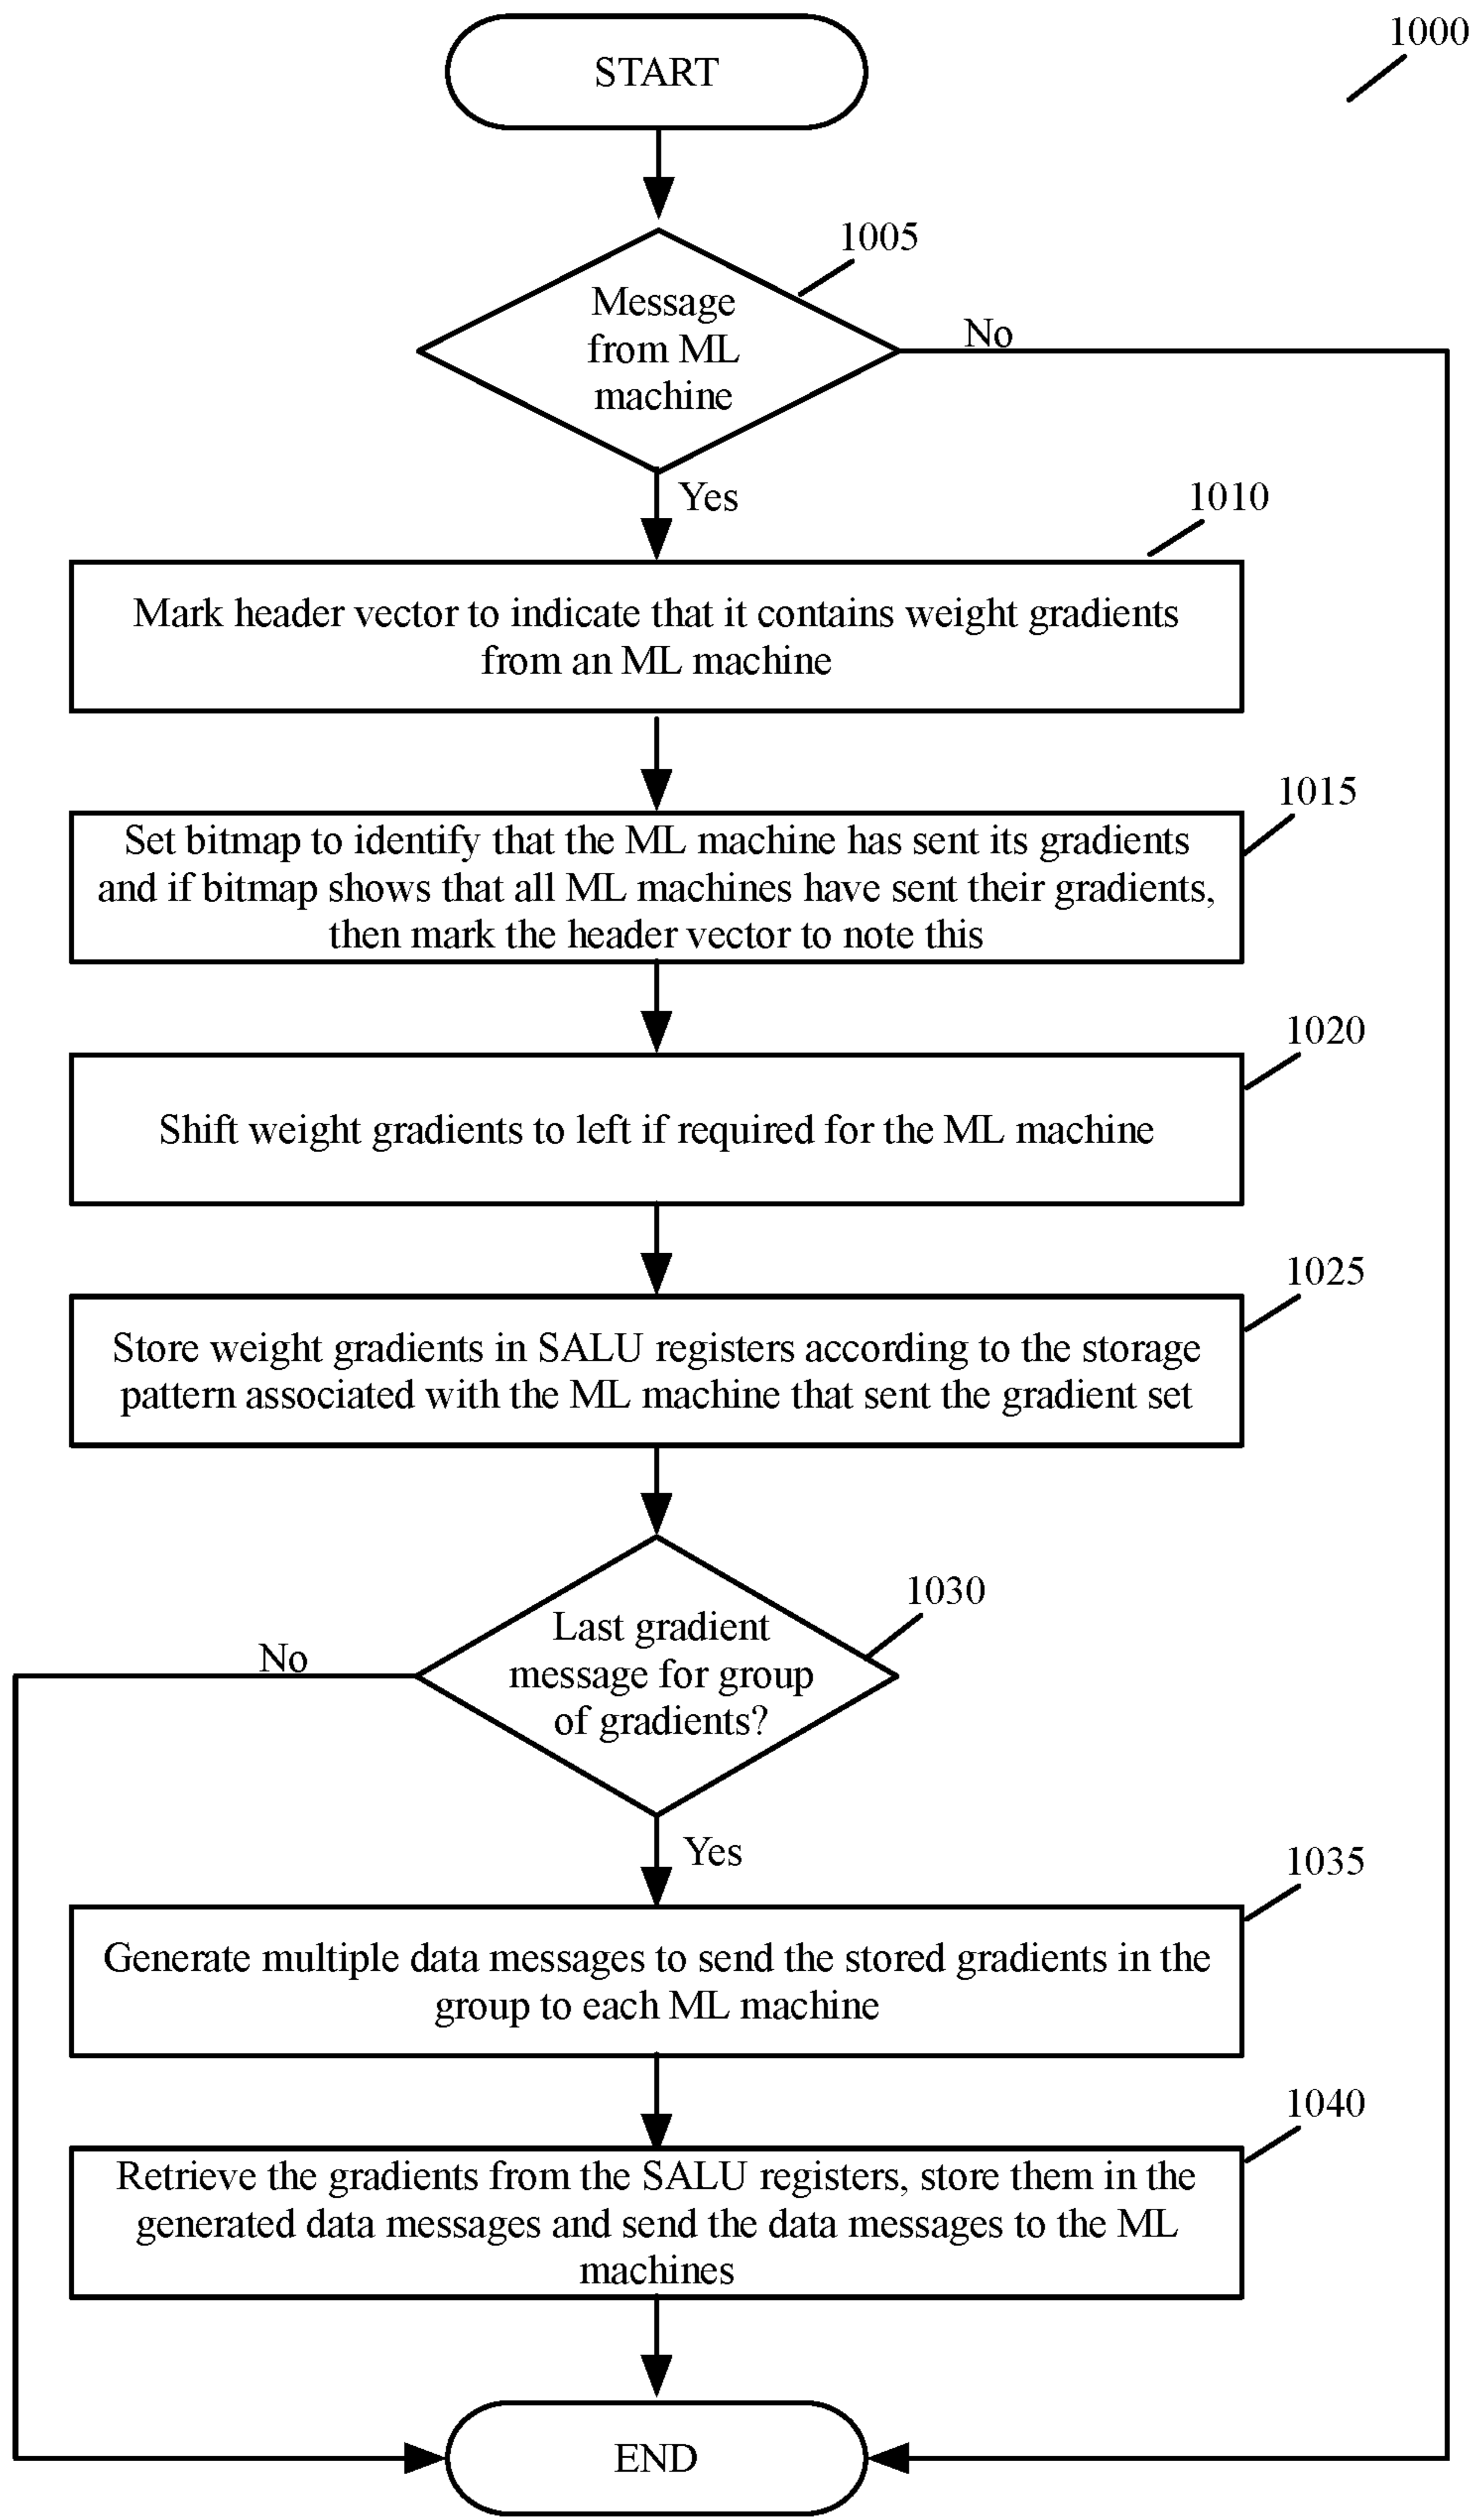 1000
START
1005
Message
from ML
machine
No
Yes
1010
Mark header vector to indicate that it contains weight gradients
from an ML machine
1015
Set bitmap to identify that the ML machine has sent its gradients
and if bitmap shows that all ML machines have sent their gradients,
then mark the header vector to note this
1020
Shift weight gradients to left if required for the ML machine
1025
Store weight gradients in SALU registers according to the storage
pattern associated with the ML machine that sent the gradient set
1030
Last gradient
message for group
of gradients?
No
Yes
1035
Generate multiple data messages to send the stored gradients in the
group to each ML machine
1040
Retrieve the gradients from the SALU registers, store them in the
generated data messages and send the data messages to the ML
machines
END